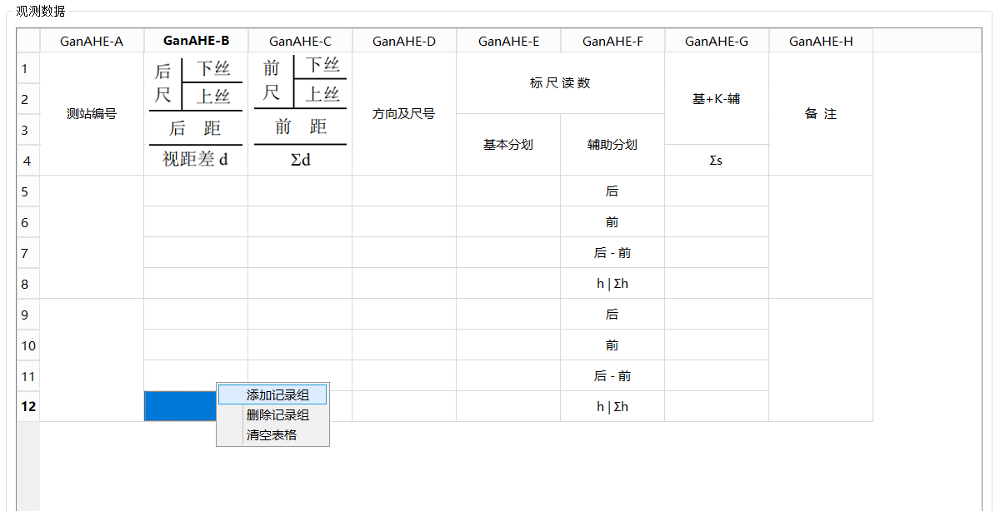 观测数据
GanAHE-A GanAHE-B GanAHE-C GanAHE-D GanAHE-E GanAHE-F GanAHE-G GanAHE-H
1
2
3
4
测站编号
后尺 下丝
上丝
后 距
视距差 d
前尺 下丝
上丝
前 距
Σd
方向及尺号
标 尺 读 数
基本分划
辅助分划
基+K-辅
Σs
备 注
5 后
6 前
7 后 - 前
8 h | Σh
9 后
10 前
11 后 - 前
12 h | Σh
添加记录组
删除记录组
清空表格